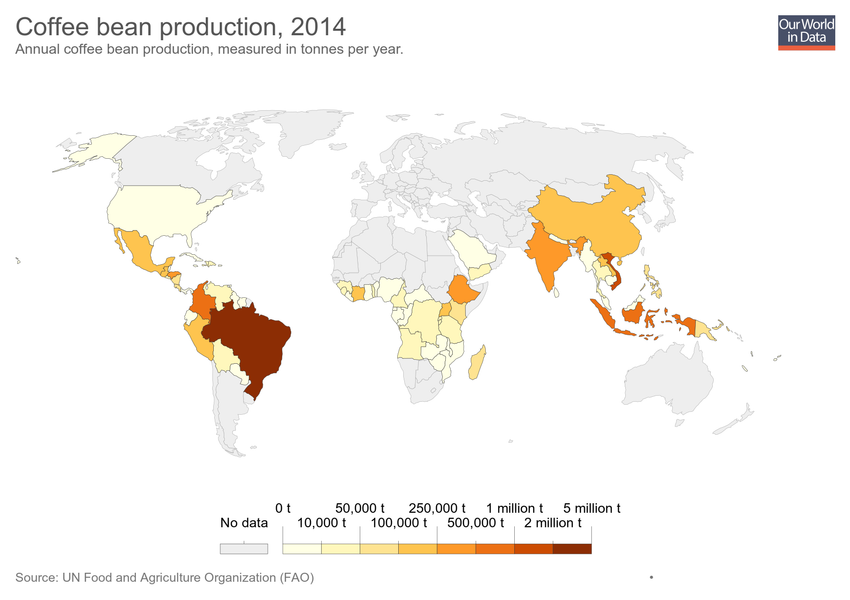 Coffee bean production, 2014
Annual coffee bean production, measured in tonnes per year.
Our World
in Data
0 t 50,000 t 250,000 t 1 million t 5 million t
No data 10,000 t 100,000 t 500,000 t 2 million t
Source: UN Food and Agriculture Organization (FAO)